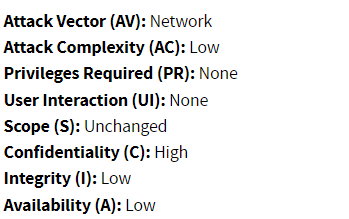 Attack Vector (AV): Network
Attack Complexity (AC): Low
Privileges Required (PR): None
User Interaction (UI): None
Scope (S): Unchanged
Confidentiality (C): High
Integrity (I): Low
Availability (A): Low